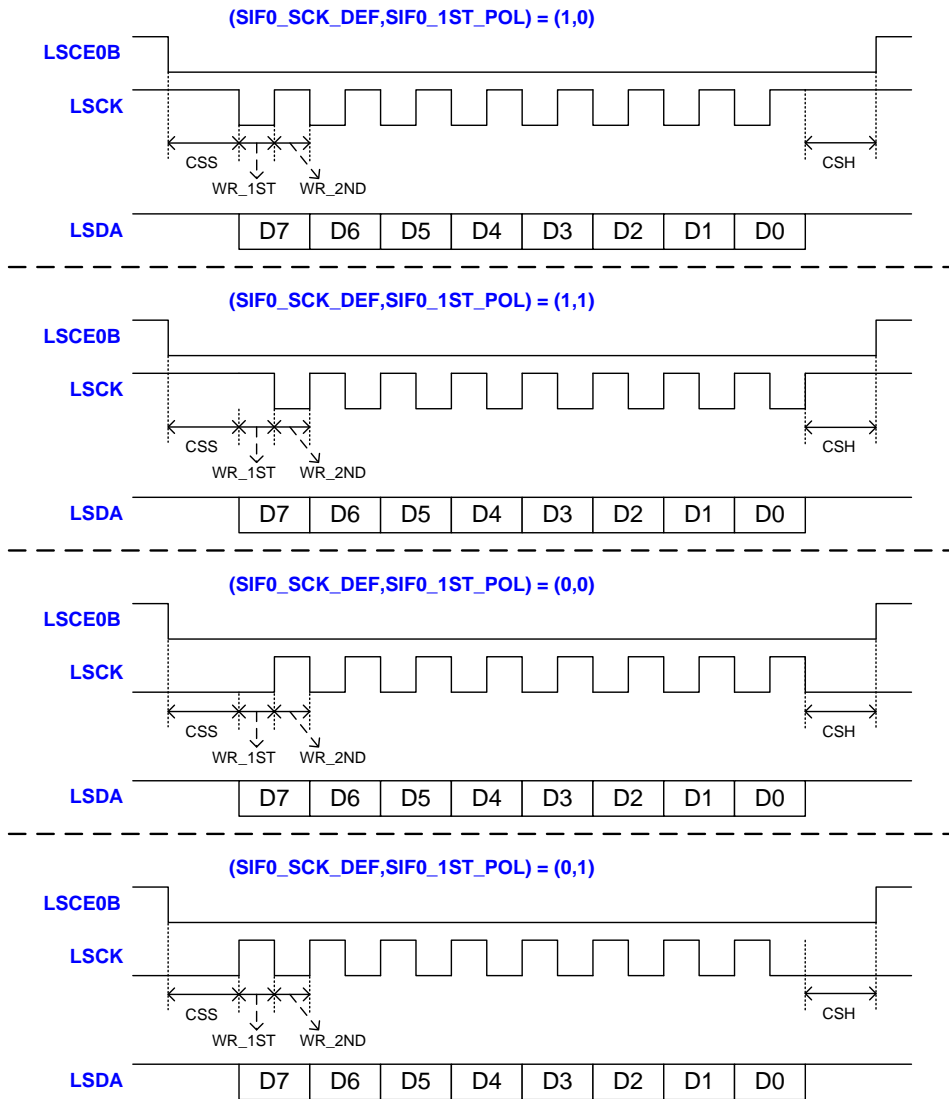 (SIF0_SCK_DEF,SIF0_1ST_POL) = (1,0)
LSCE0B
LSCK
CSS
CSH
WR_1ST WR_2ND
LSDA D7 D6 D5 D4 D3 D2 D1 D0
(SIF0_SCK_DEF,SIF0_1ST_POL) = (1,1)
LSCE0B
LSCK
CSS
CSH
WR_1ST WR_2ND
LSDA D7 D6 D5 D4 D3 D2 D1 D0
(SIF0_SCK_DEF,SIF0_1ST_POL) = (0,0)
LSCE0B
LSCK
CSS
CSH
WR_1ST WR_2ND
LSDA D7 D6 D5 D4 D3 D2 D1 D0
(SIF0_SCK_DEF,SIF0_1ST_POL) = (0,1)
LSCE0B
LSCK
CSS
CSH
WR_1ST WR_2ND
LSDA D7 D6 D5 D4 D3 D2 D1 D0